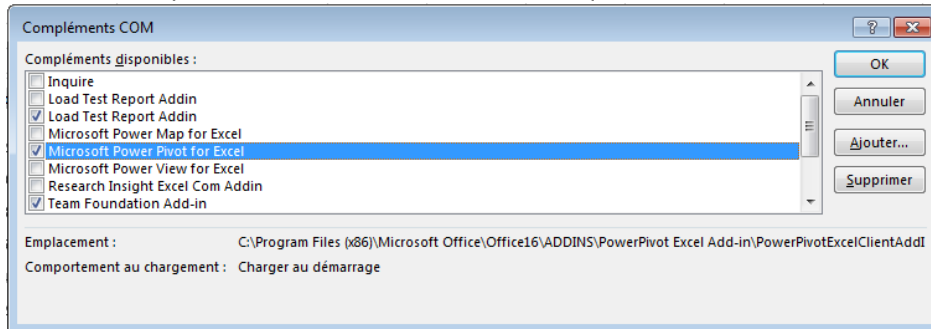 Compléments COM
Compléments disponibles :
Inquire
Load Test Report Addin
Load Test Report Addin
Microsoft Power Map for Excel
Microsoft Power Pivot for Excel
Microsoft Power View for Excel
Research Insight Excel Com Addin
Team Foundation Add-in
OK
Annuler
Ajouter...
Supprimer
Emplacement : C:\Program Files (x86)\Microsoft Office\Office16\ADDINS\PowerPivot Excel Add-in\PowerPivotExcelClientAddI
Comportement au chargement : Charger au démarrage